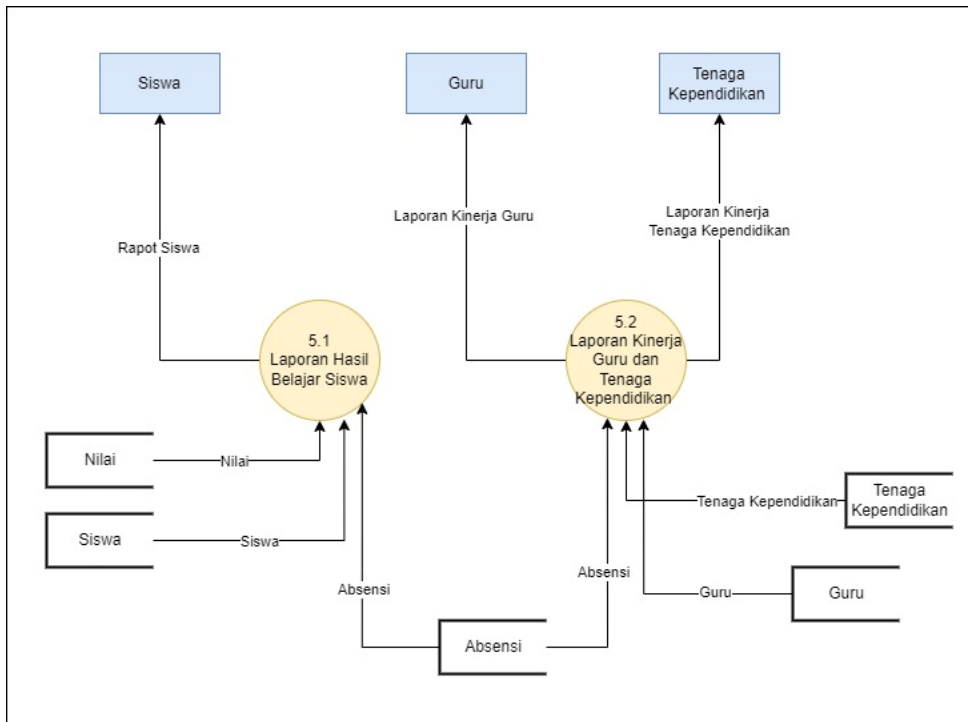 Siswa
Guru
Tenaga
Kependidikan
Laporan Kinerja Guru
Laporan Kinerja
Tenaga Kependidikan
Rapot Siswa
5.1
Laporan Hasil
Belajar Siswa
5.2
Laporan Kinerja
Guru dan
Tenaga
Kependidikan
Nilai
Nilai
Siswa
Siswa
Tenaga Kependidikan
Tenaga
Kependidikan
Absensi
Absensi
Guru
Guru
Absensi